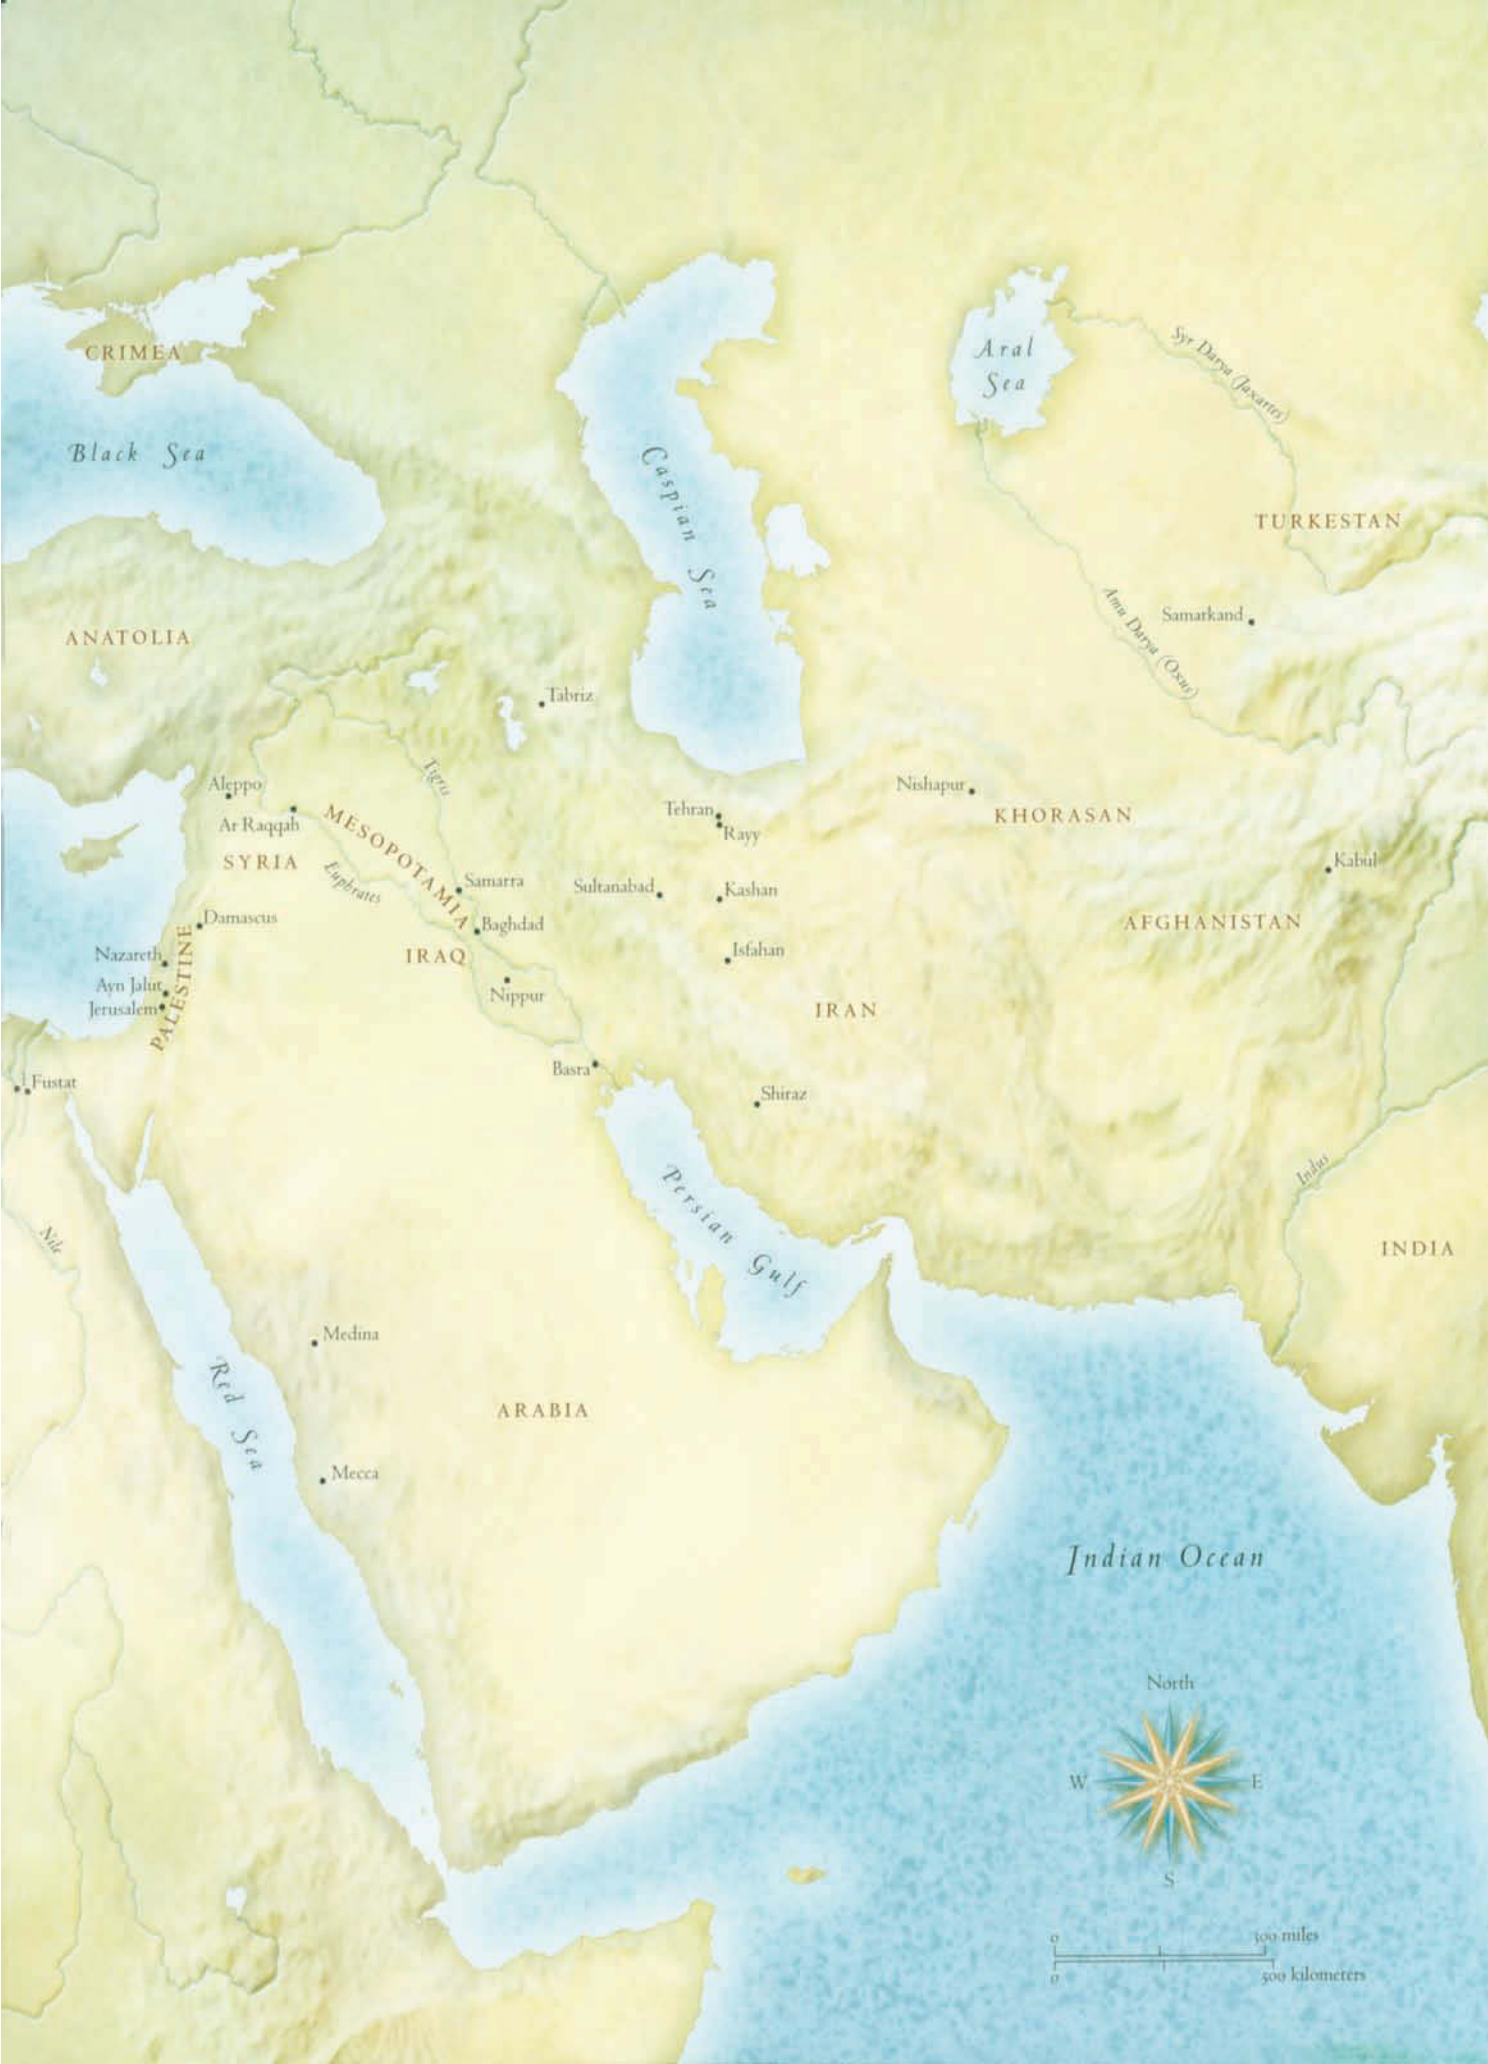 Aral
Sea
Syr Darya (Jaxartes)
CRIMEA
Black Sea
Caspian Sea
TURKESTAN
Samarkand
Amu Darya (Oxus)
ANATOLIA
Tabriz
Tigris
Aleppo
Nishapur
Ar Raqqah
MESOPOTAMIA
Tehran
KHORASAN
Rayy
SYRIA
Kabul
Euphrates
Samarra
Sultanabad
Kashan
Damascus
Baghdad
AFGHANISTAN
Nazareth
IRAQ
Isfahan
Ayn Jalut
PALESTINE
Nippur
Jerusalem
IRAN
Basra
Fustat
Shiraz
Indus
Nile
Persian Gulf
INDIA
Medina
Red Sea
ARABIA
Mecca
Indian Ocean
North
W
E
S
0 300 miles
0 500 kilometers